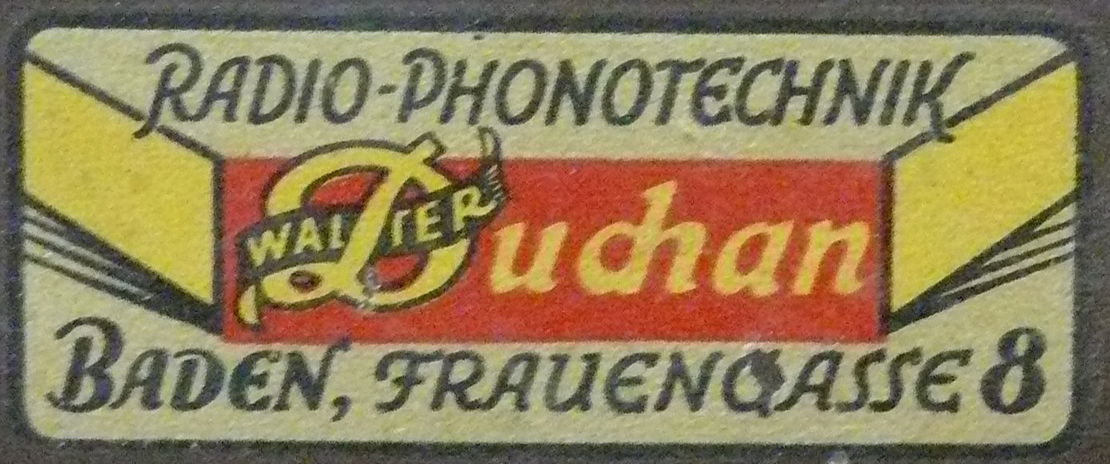 RADIO-PHONOTECHNIK
WALTER
Duchan
BADEN, FRAUENGASSE 8